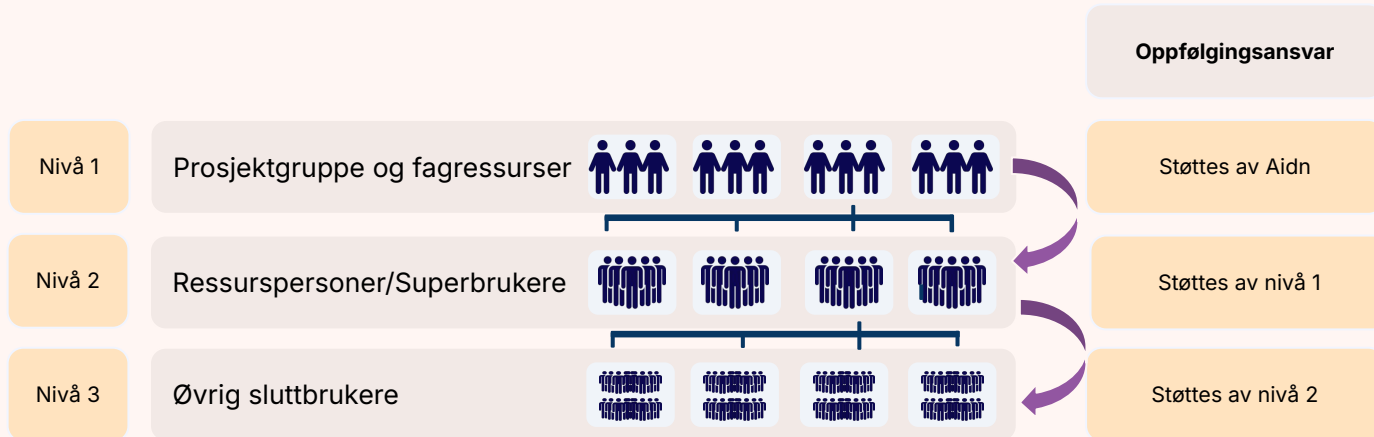 Oppfølgingsansvar
Nivå 1
Prosjektgruppe og fagressurser
Støttes av Aidn
Nivå 2
Ressurspersoner/Superbrukere
Støttes av nivå 1
Nivå 3
Øvrig sluttbrukere
Støttes av nivå 2